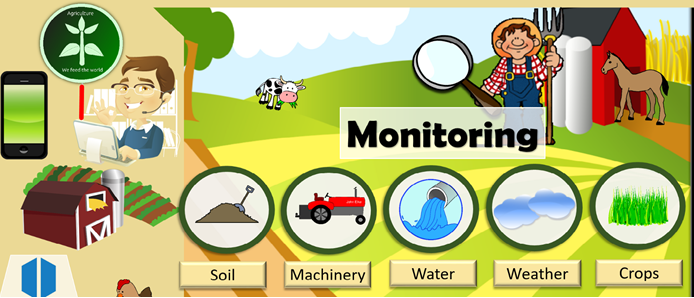 Agriculture
We feed the world
Monitoring
Soil
Machinery
Water
Weather
Crops